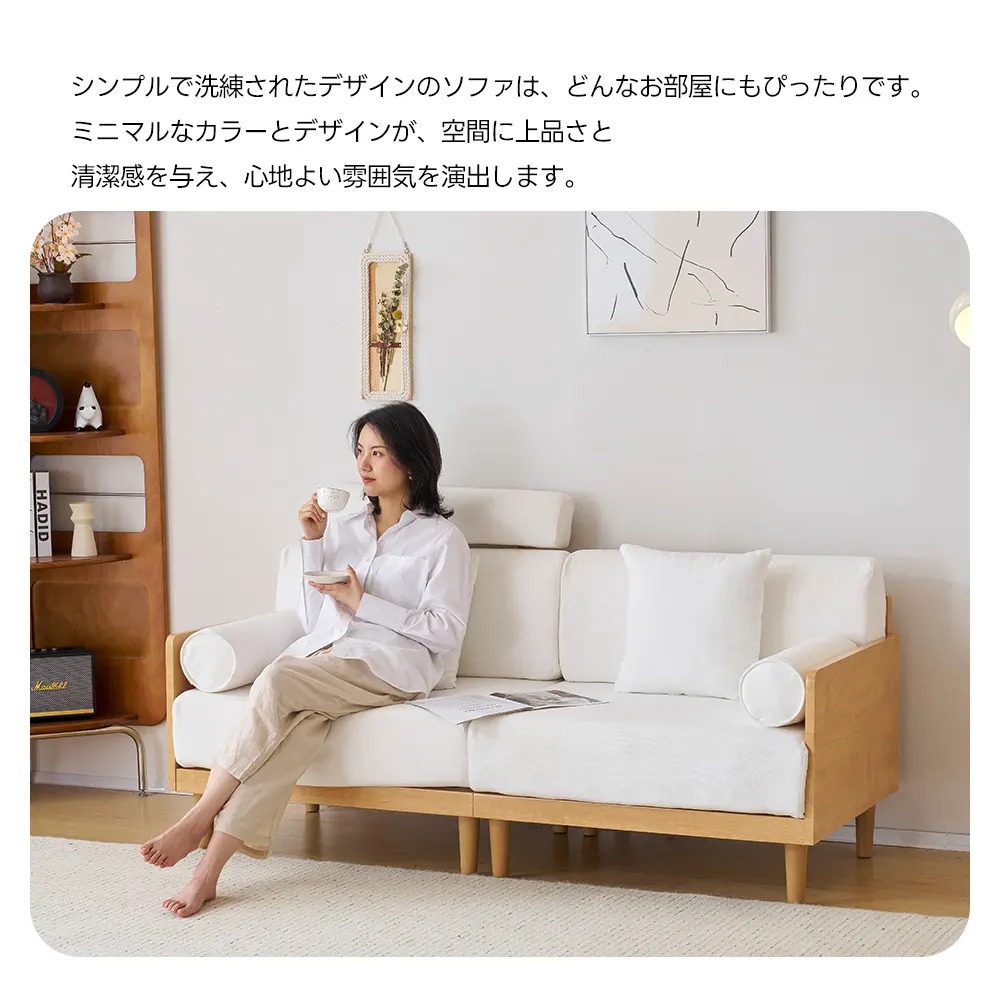 シンプルで洗練されたデザインのソファは、どんなお部屋にもぴったりです。
ミニマルなカラーとデザインが、空間に上品さと
清潔感を与え、心地よい雰囲気を演出します。
HADID
Marshall